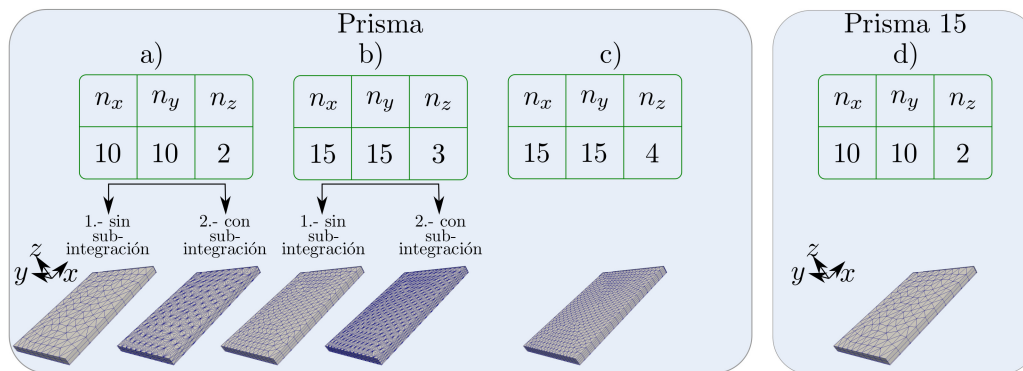 Prisma
a)
n_x n_y n_z
10 10 2
b)
n_x n_y n_z
15 15 3
c)
n_x n_y n_z
15 15 4
1.- sin
sub-
integración
2.- con
sub-
integración
1.- sin
sub-
integración
2.- con
sub-
integración
z
y x
Prisma 15
d)
n_x n_y n_z
10 10 2
z
y x